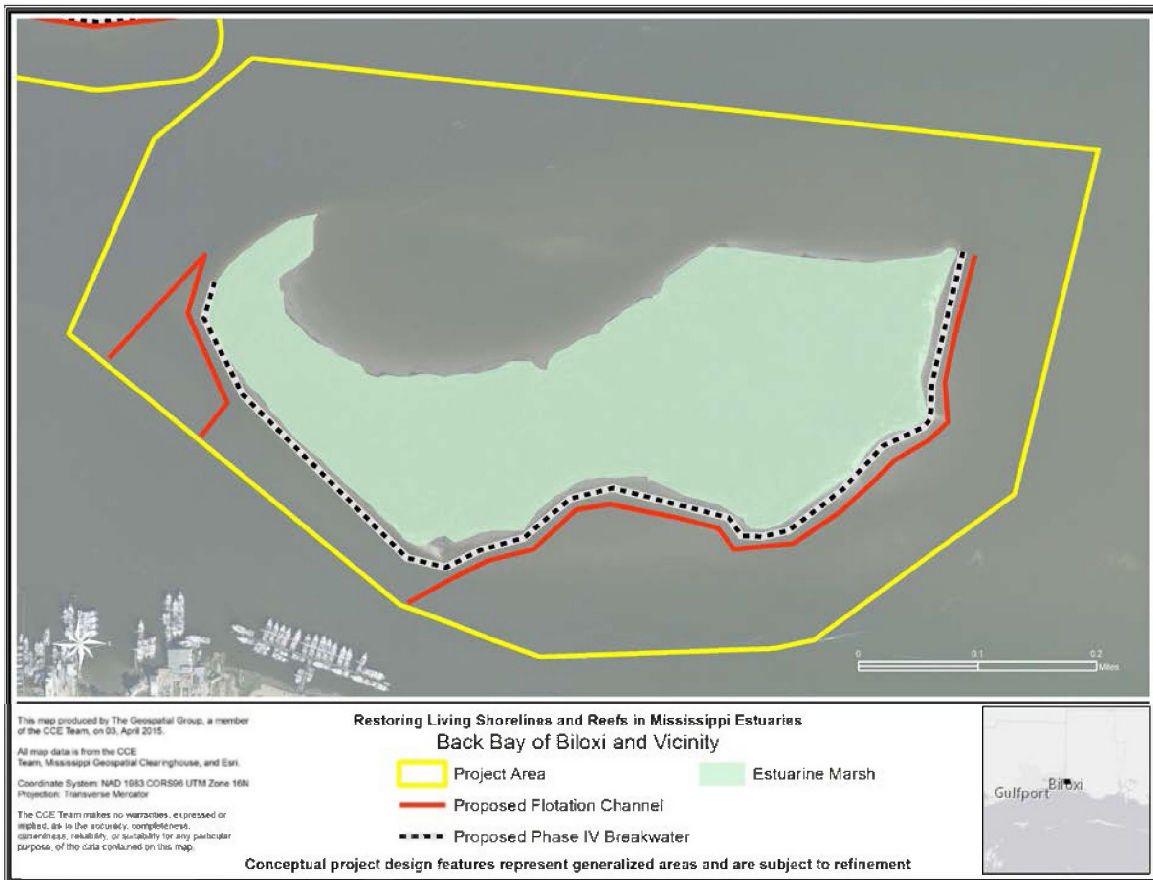 0 0.1 0.2
Miles
This map produced by The Geospatial Group, a member
of the CCE Team, on 03, April 2015.
All map data is from the CCE
Team, Mississippi Geospatial Clearinghouse, and Esri.
Coordinate System: NAD 1983 CORS96 UTM Zone 16N
Projection: Transverse Mercator
The CCE Team makes no warranties, expressed or
implied, as to the accuracy, completeness,
currentness, reliability, or suitability for any particular
purpose, of the data contained on this map.
Restoring Living Shorelines and Reefs in Mississippi Estuaries
Back Bay of Biloxi and Vicinity
Project Area
Estuarine Marsh
Proposed Flotation Channel
Proposed Phase IV Breakwater
Conceptual project design features represent generalized areas and are subject to refinement
Biloxi
Gulfport